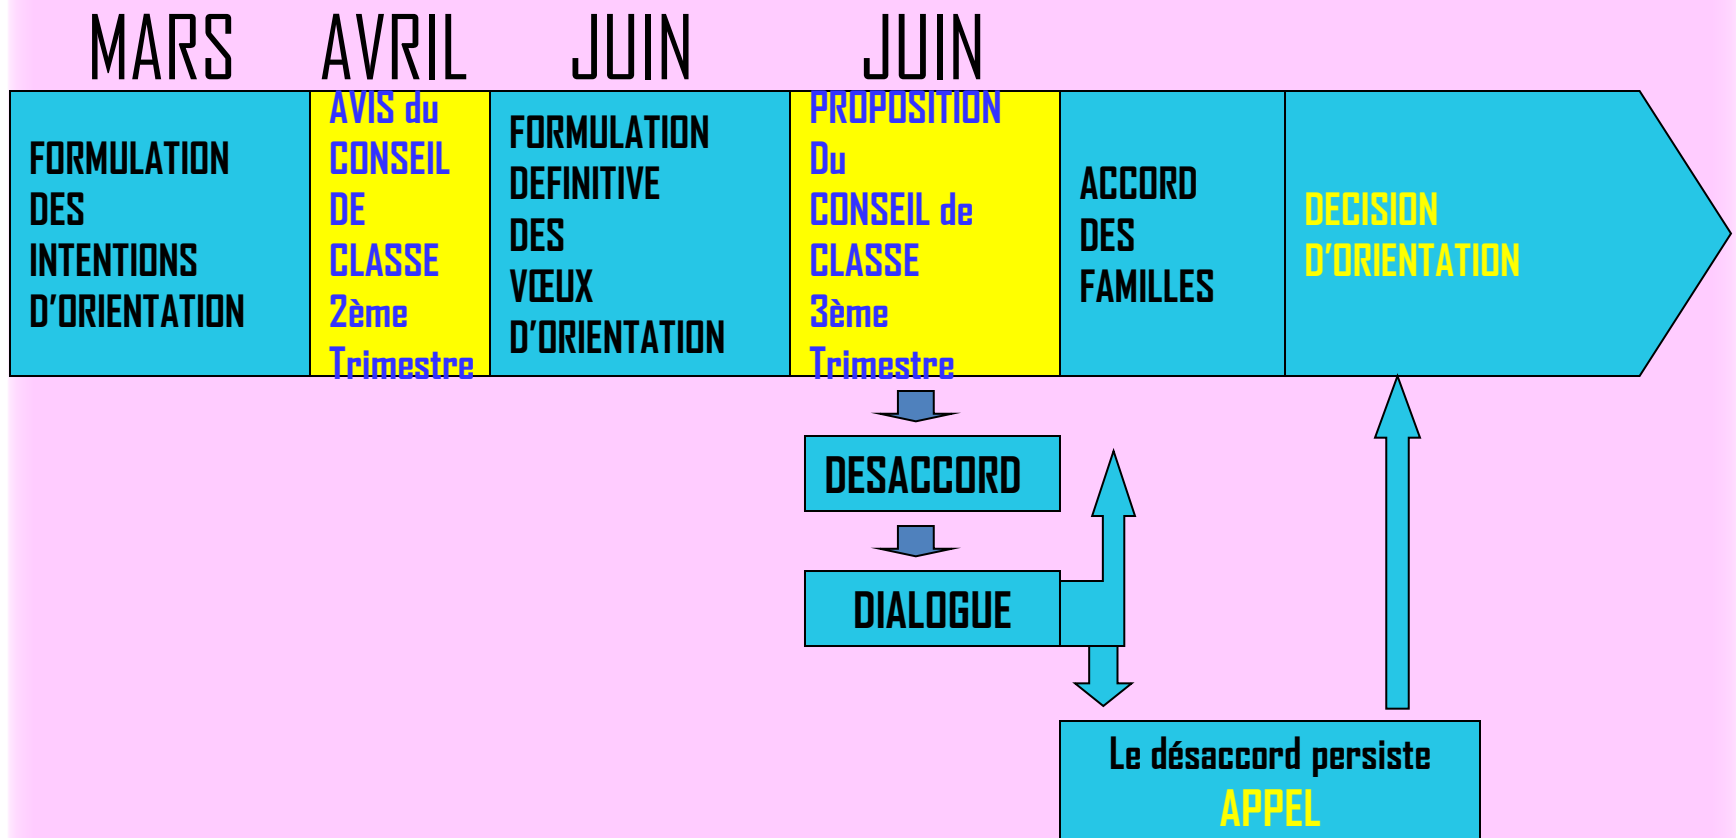 MARS
AVRIL
JUIN
JUIN
FORMULATION
DES
INTENTIONS
D’ORIENTATION
AVIS du
CONSEIL
DE
CLASSE
2ème
Trimestre
FORMULATION
DEFINITIVE
DES
VŒUX
D’ORIENTATION
PROPOSITION
Du
CONSEIL de
CLASSE
3ème
Trimestre
ACCORD
DES
FAMILLES
DECISION
D’ORIENTATION
DESACCORD
DIALOGUE
Le désaccord persiste
APPEL